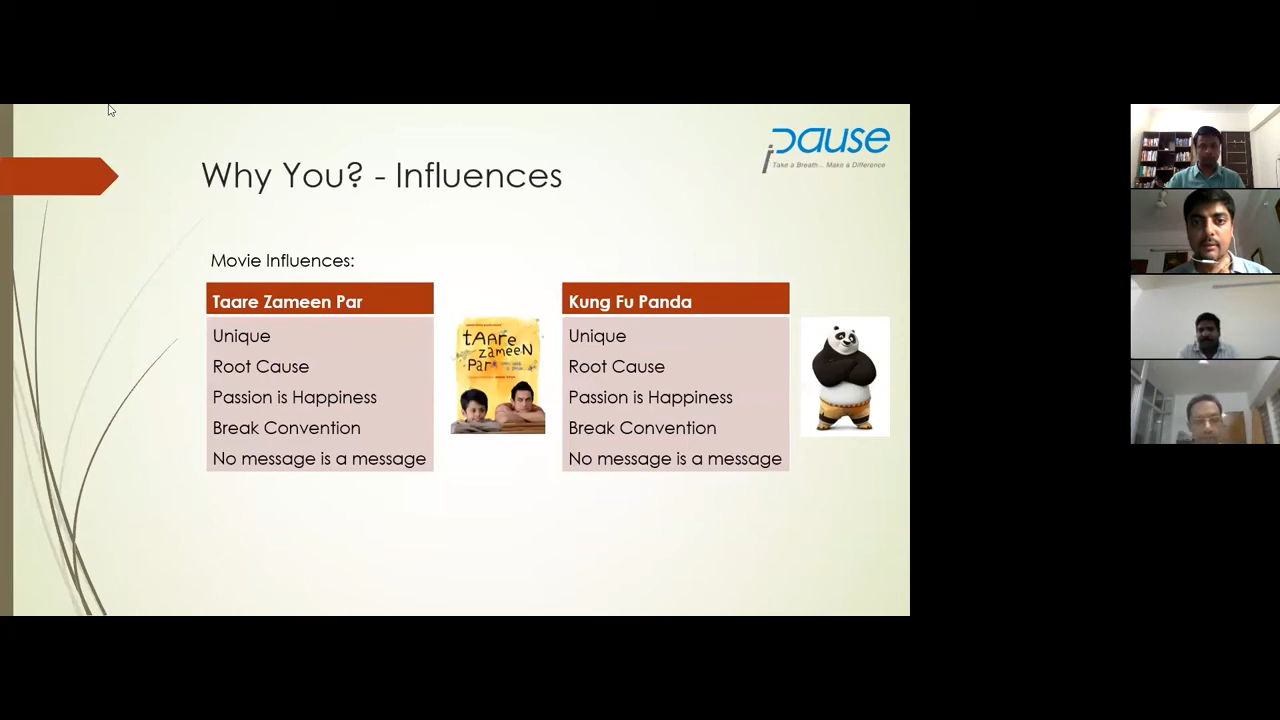 iPause
Take a Breath... Make a Difference
Why You? - Influences
Movie Influences:
Taare Zameen Par
Unique
Root Cause
Passion is Happiness
Break Convention
No message is a message
tAAre
zameeN
PaR
Kung Fu Panda
Unique
Root Cause
Passion is Happiness
Break Convention
No message is a message